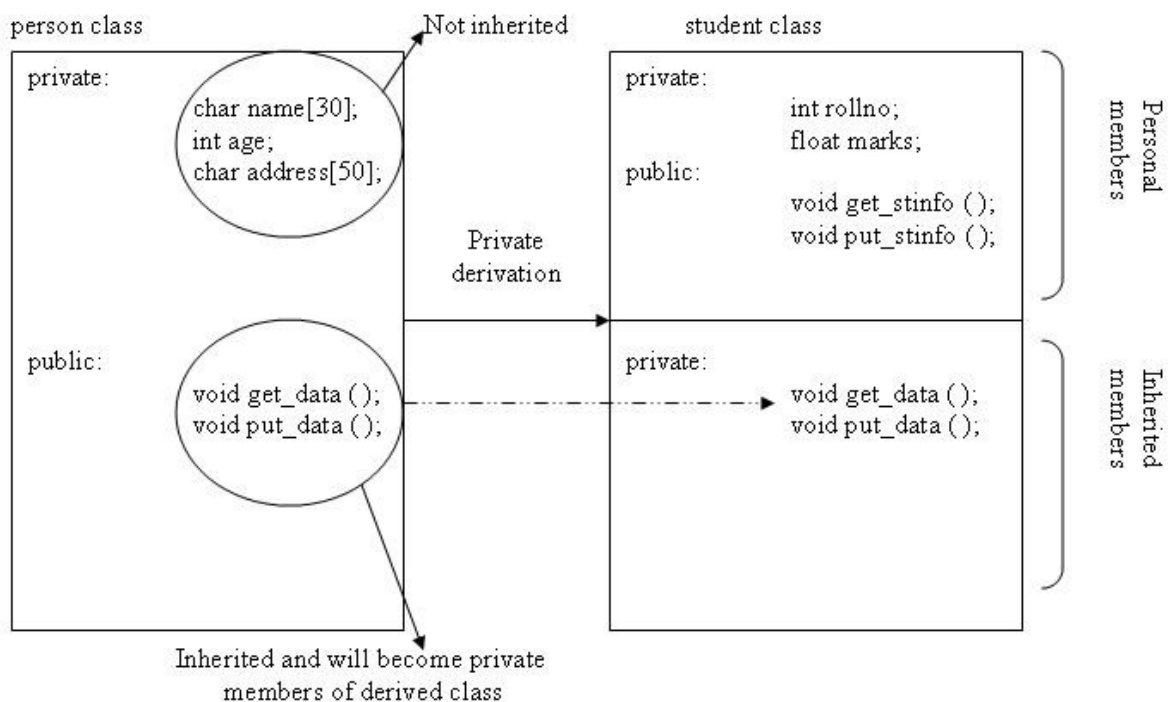 person class
Not inherited
student class
private:
char name[30];
int age;
char address[50];
public:
void get_data ( );
void put_data ( );
Private
derivation
private:
int rollno;
float marks;
public:
void get_stinfo ( );
void put_stinfo ( );
private:
void get_data ( );
void put_data ( );
Personal
members
Inherited
members
Inherited and will become private
members of derived class